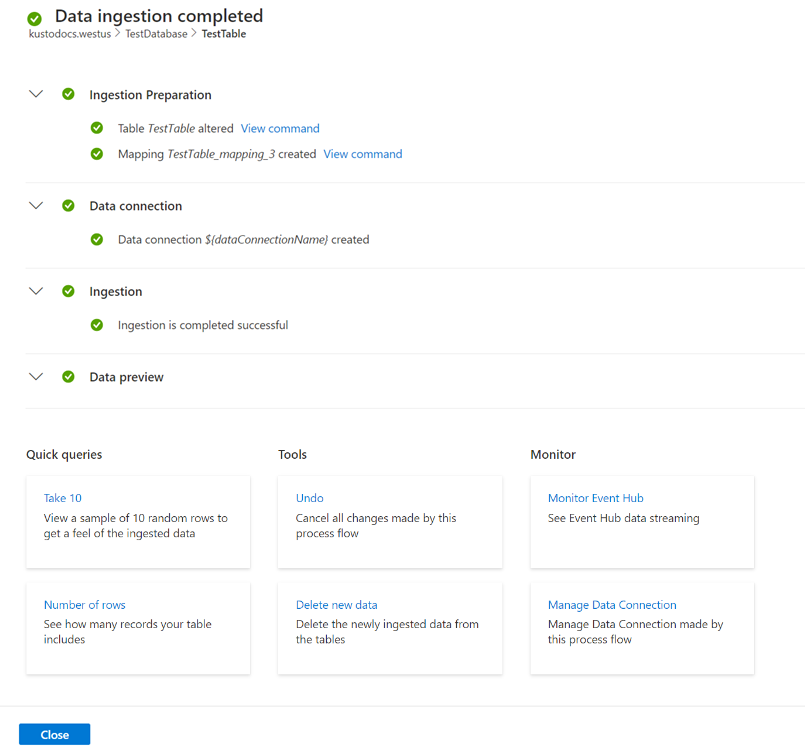 Data ingestion completed
kustodocs.westus > TestDatabase > TestTable
Ingestion Preparation
Table TestTable altered View command
Mapping TestTable_mapping_3 created View command
Data connection
Data connection ${dataConnectionName} created
Ingestion
Ingestion is completed successful
Data preview
Quick queries
Tools
Monitor
Take 10
View a sample of 10 random rows to
get a feel of the ingested data
Undo
Cancel all changes made by this
process flow
Monitor Event Hub
See Event Hub data streaming
Number of rows
See how many records your table
includes
Delete new data
Delete the newly ingested data from
the tables
Manage Data Connection
Manage Data Connection made by
this process flow
Close